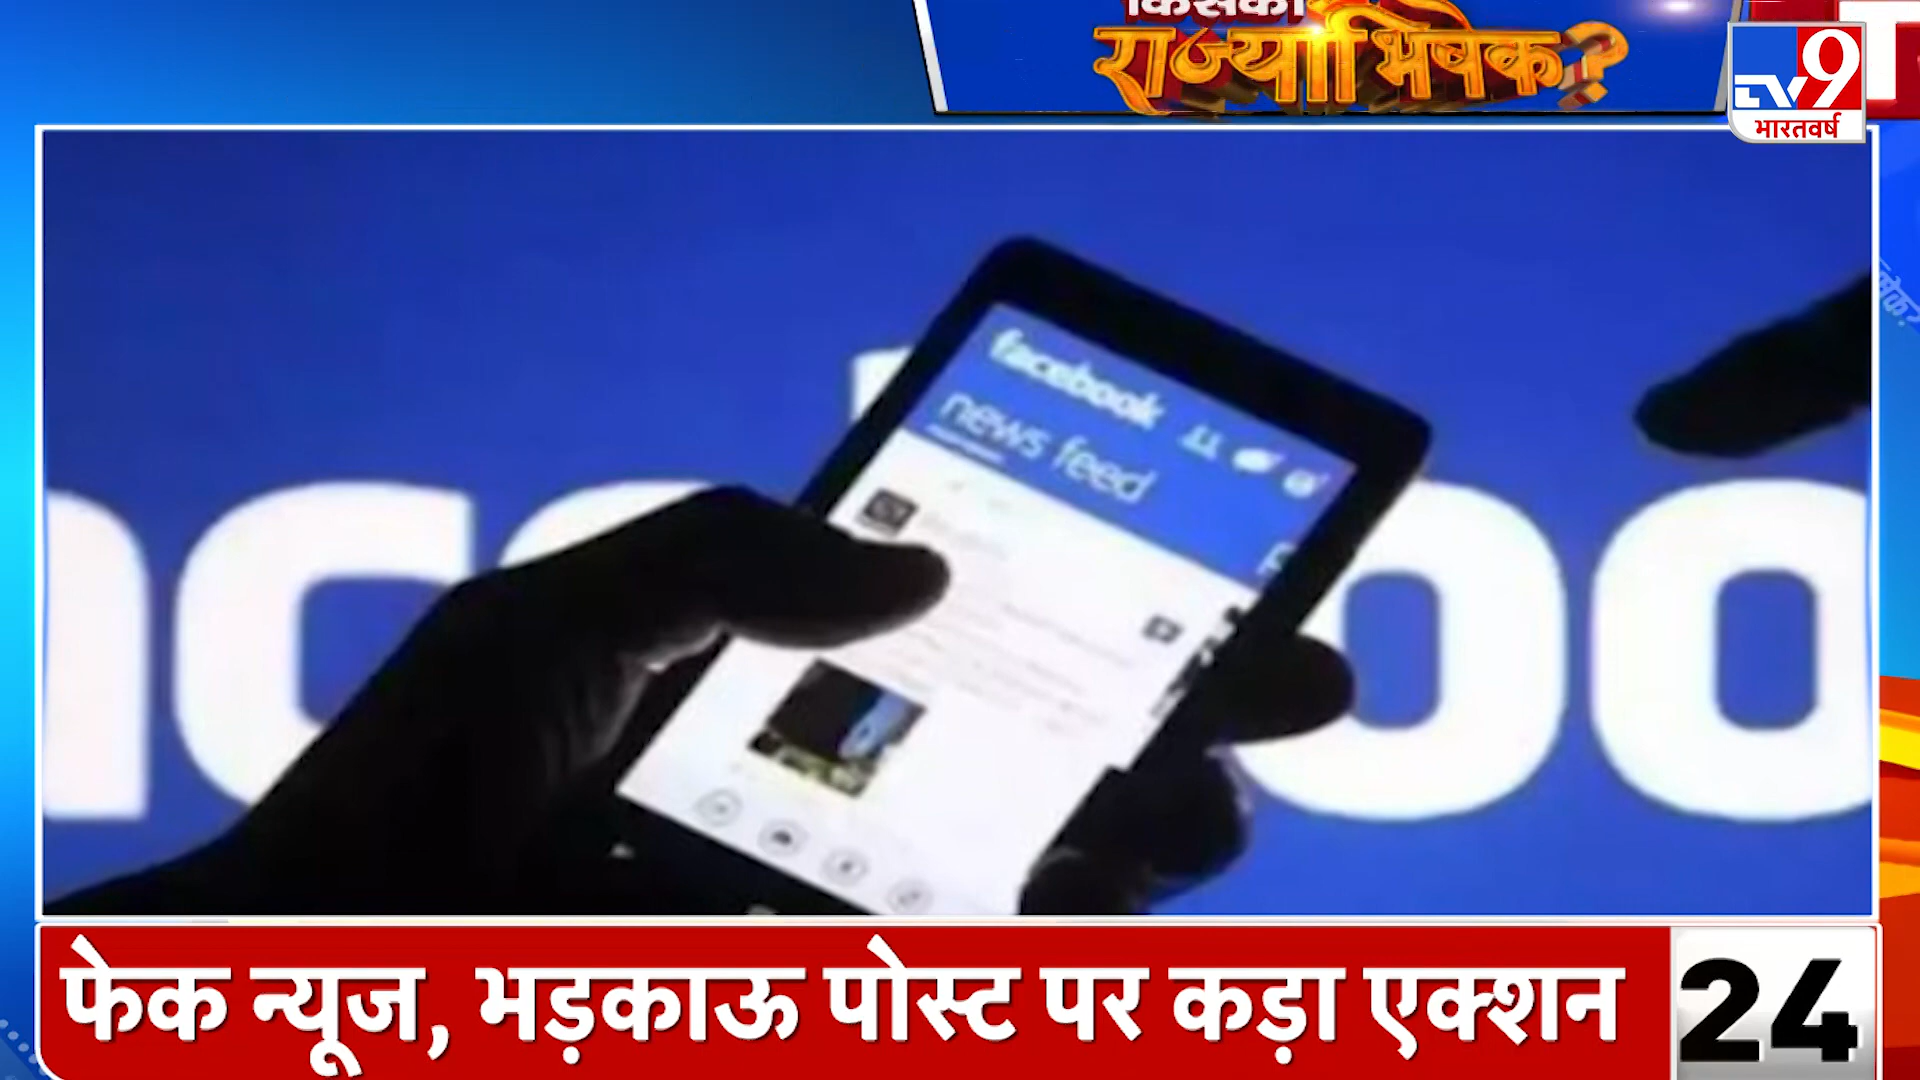 किसका
राज्याभिषेक?
TV9
भारतवर्ष
facebook
news feed
फेक न्यूज, भड़काऊ पोस्ट पर कड़ा एक्शन
24